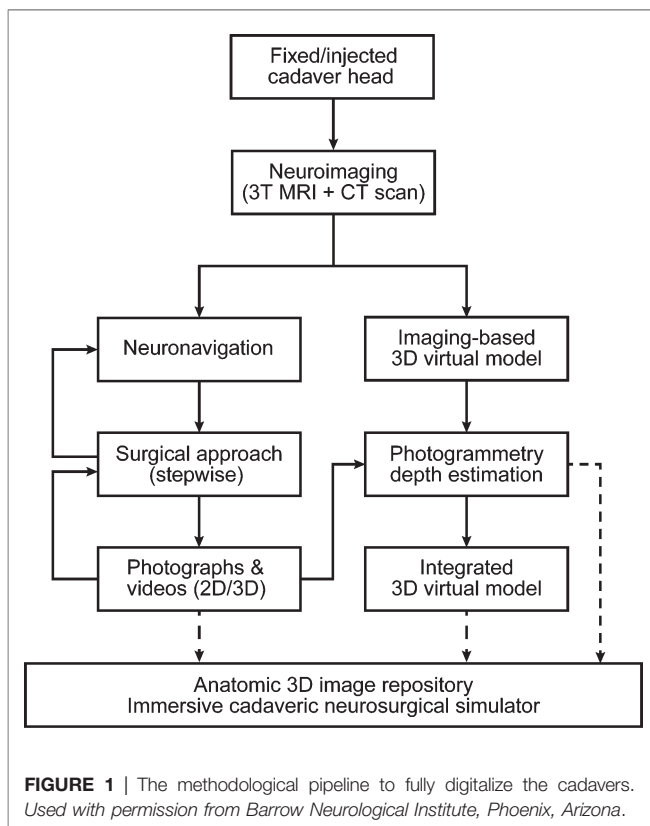 Fixed/injected
cadaver head
Neuroimaging
(3T MRI + CT scan)
Neuronavigation
Imaging-based
3D virtual model
Surgical approach
(stepwise)
Photogrammetry
depth estimation
Photographs &
videos (2D/3D)
Integrated
3D virtual model
Anatomic 3D image repository
Immersive cadaveric neurosurgical simulator
FIGURE 1 | The methodological pipeline to fully digitalize the cadavers.
Used with permission from Barrow Neurological Institute, Phoenix, Arizona.